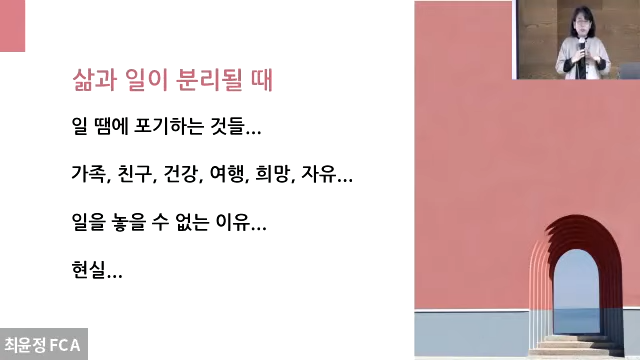 삶과 일이 분리될 때
일 땜에 포기하는 것들...
가족, 친구, 건강, 여행, 희망, 자유...
일을 놓을 수 없는 이유...
현실...
최윤정 FCA